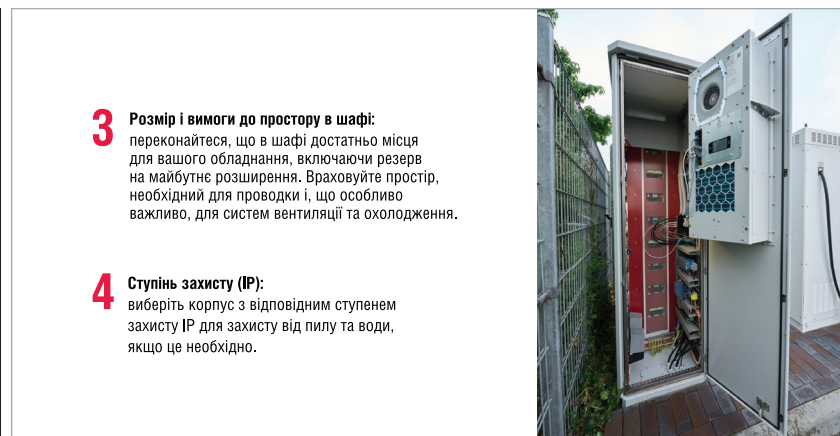 3 Розмір і вимоги до простору в шафі:
переконайтеся, що в шафі достатньо місця
для вашого обладнання, включаючи резерв
на майбутнє розширення. Враховуйте простір,
необхідний для проводки і, що особливо
важливо, для систем вентиляції та охолодження.
4 Ступінь захисту (IP):
виберіть корпус з відповідним ступенем
захисту IP для захисту від пилу та води,
якщо це необхідно.